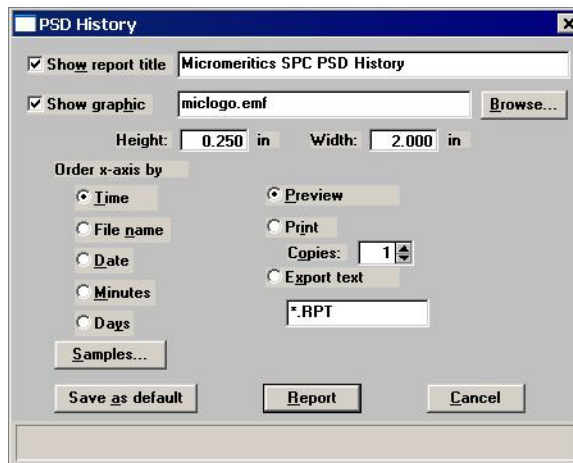 PSD History
Show report title Micromeritics SPC PSD History
Show graphic miclogo.emf Browse...
Height: 0.250 in Width: 2.000 in
Order x-axis by
Time Preview
File name Print
Copies: 1
Date
Export text
Minutes
*.RPT
Days
Samples...
Save as default Report Cancel